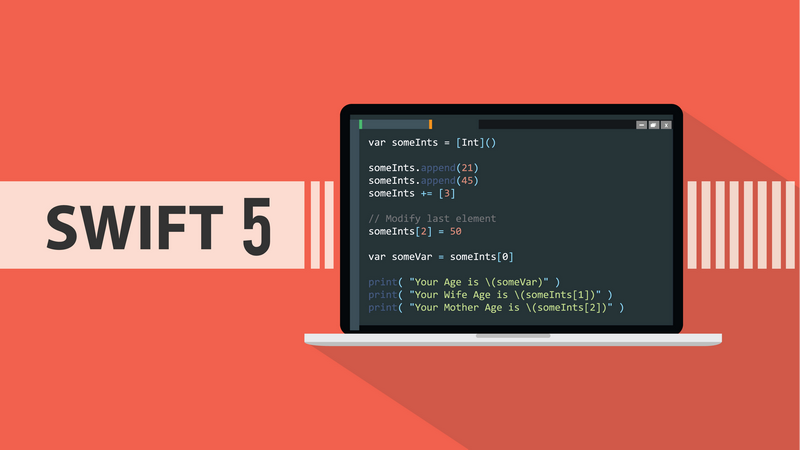 SWIFT 5
var someInts = [Int]()
someInts.append(21)
someInts.append(45)
someInts += [3]
// Modify last element
someInts[2] = 50
var someVar = someInts[0]
print( "Your Age is \(someVar)" )
print( "Your Wife Age is \(someInts[1])" )
print( "Your Mother Age is \(someInts[2])" )